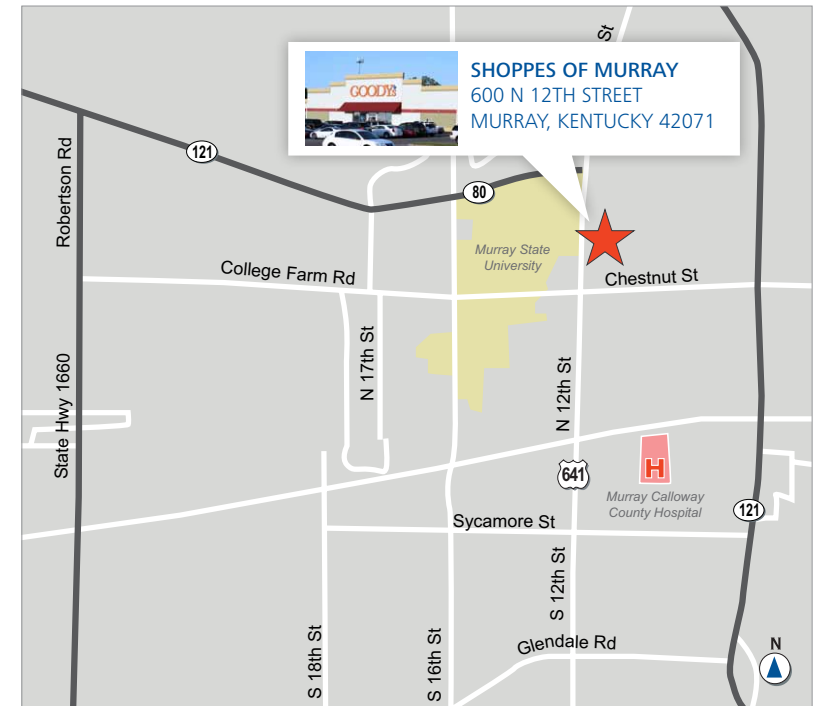 St
SHOPPES OF MURRAY
600 N 12TH STREET
MURRAY, KENTUCKY 42071
GOODY'S
121
Robertson Rd
80
Murray State
University
College Farm Rd
Chestnut St
N 17th St
N 12th St
State Hwy 1660
H
641
Murray Calloway
County Hospital
121
Sycamore St
S 12th St
Glendale Rd
N
S 18th St
S 16th St